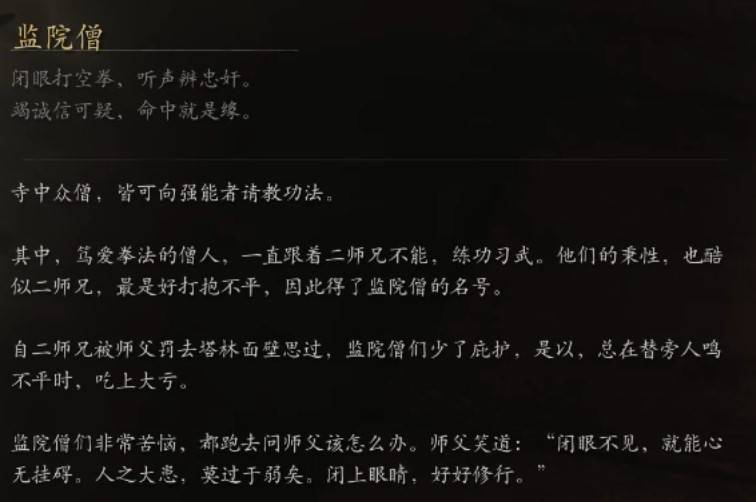 监院僧
闭眼打空拳，听声辨忠奸。
竭诚信可疑，命中就是缘。
寺中众僧，皆可向强能者请教功法。
其中，笃爱拳法的僧人，一直跟着二师兄不能，练功习武。他们的秉性，也酷
似二师兄，最是好打抱不平，因此得了监院僧的名号。
自二师兄被师父罚去塔林面壁思过，监院僧们少了庇护，是以，总在替旁人鸣
不平时，吃上大亏。
监院僧们非常苦恼，都跑去问师父该怎么办。师父笑道：“闭眼不见，就能心
无挂碍。人之大患，莫过于弱矣。闭上眼睛，好好修行。”